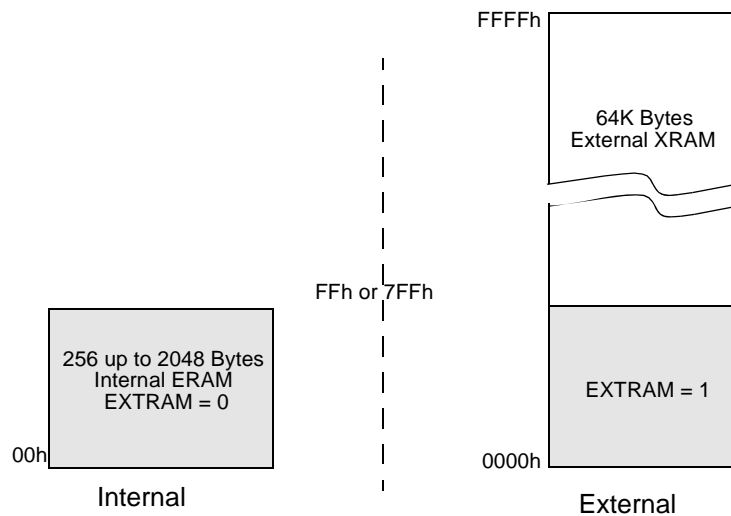 FFFFh
64K Bytes
External XRAM
FFh or 7FFh
256 up to 2048 Bytes
Internal ERAM
EXTRAM = 0
EXTRAM = 1
00h
0000h
Internal
External